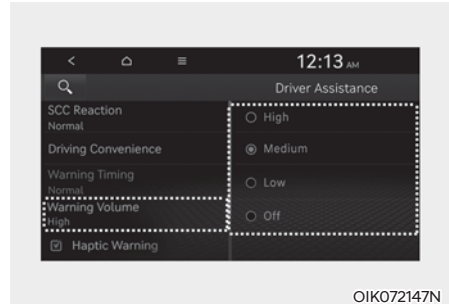 12:13 AM
Driver Assistance
SCC Reaction
Normal
Driving Convenience
Warning Timing
Normal
Warning Volume
High
Haptic Warning
High
Medium
Low
Off
OIK072147N